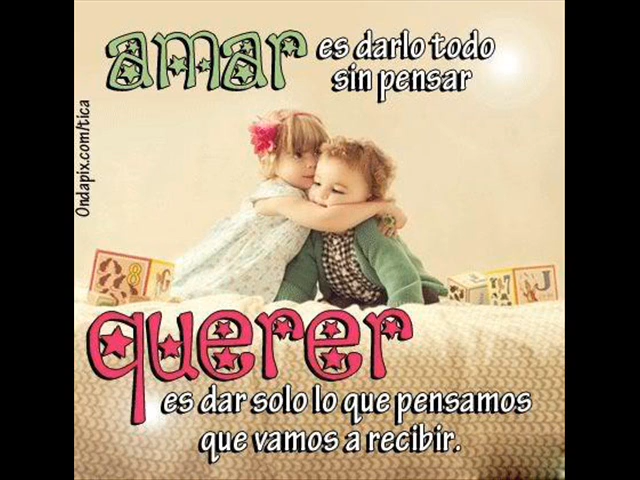 amar es darlo todo
sin pensar
Ondapix.com/tica
8
J
querer
es dar solo lo que pensamos
que vamos a recibir.